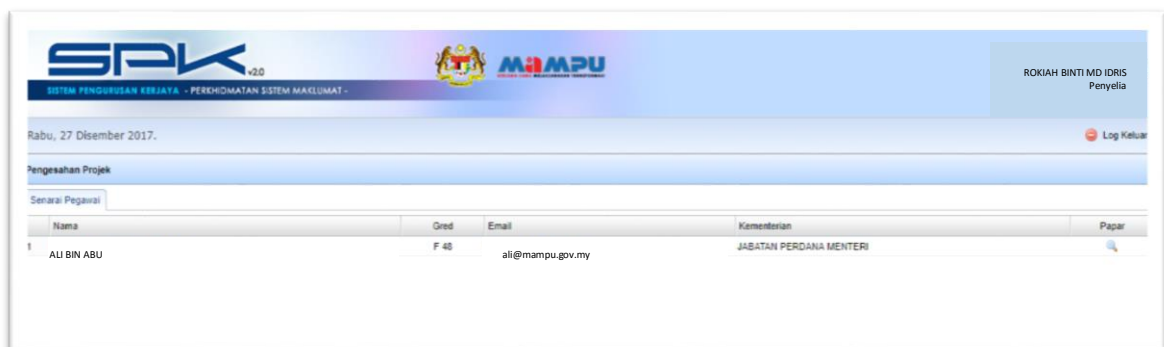 SPK v2.0
SISTEM PENGURUSAN KERJAYA - PERKHIDMATAN SISTEM MAKLUMAT -
MAMPU
ROKIAH BINTI MD IDRIS
Penyelia
Rabu, 27 Disember 2017.
Log Keluar
Pengesahan Projek
Senarai Pegawai
Nama Gred Email Kementerian Papar
1 ALI BIN ABU F 48 ali@mampu.gov.my JABATAN PERDANA MENTERI